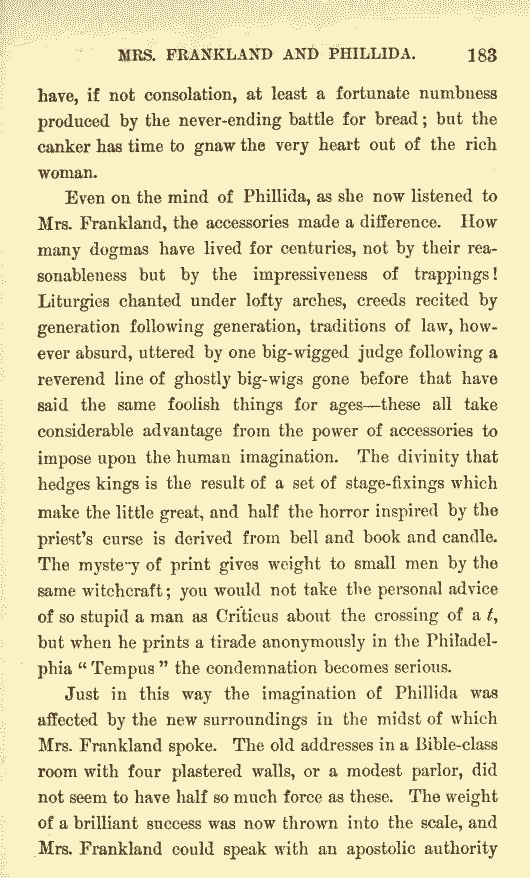 MRS. FRANKLAND AND PHILLIDA. 183
have, if not consolation, at least a fortunate numbness
produced by the never-ending battle for bread; but the
canker has time to gnaw the very heart out of the rich
woman.
Even on the mind of Phillida, as she now listened to
Mrs. Frankland, the accessories made a difference. How
many dogmas have lived for centuries, not by their rea-
sonableness but by the impressiveness of trappings!
Liturgies chanted under lofty arches, creeds recited by
generation following generation, traditions of law, how-
ever absurd, uttered by one big-wigged judge following a
reverend line of ghostly big-wigs gone before that have
said the same foolish things for ages—these all take
considerable advantage from the power of accessories to
impose upon the human imagination. The divinity that
hedges kings is the result of a set of stage-fixings which
make the little great, and half the horror inspired by the
priest's curse is derived from bell and book and candle.
The mystery of print gives weight to small men by the
same witchcraft; you would not take the personal advice
of so stupid a man as Criticus about the crossing of a t,
but when he prints a tirade anonymously in the Philadel-
phia "Tempus" the condemnation becomes serious.
Just in this way the imagination of Phillida was
affected by the new surroundings in the midst of which
Mrs. Frankland spoke. The old addresses in a Bible-class
room with four plastered walls, or a modest parlor, did
not seem to have half so much force as these. The weight
of a brilliant success was now thrown into the scale, and
Mrs. Frankland could speak with an apostolic authority